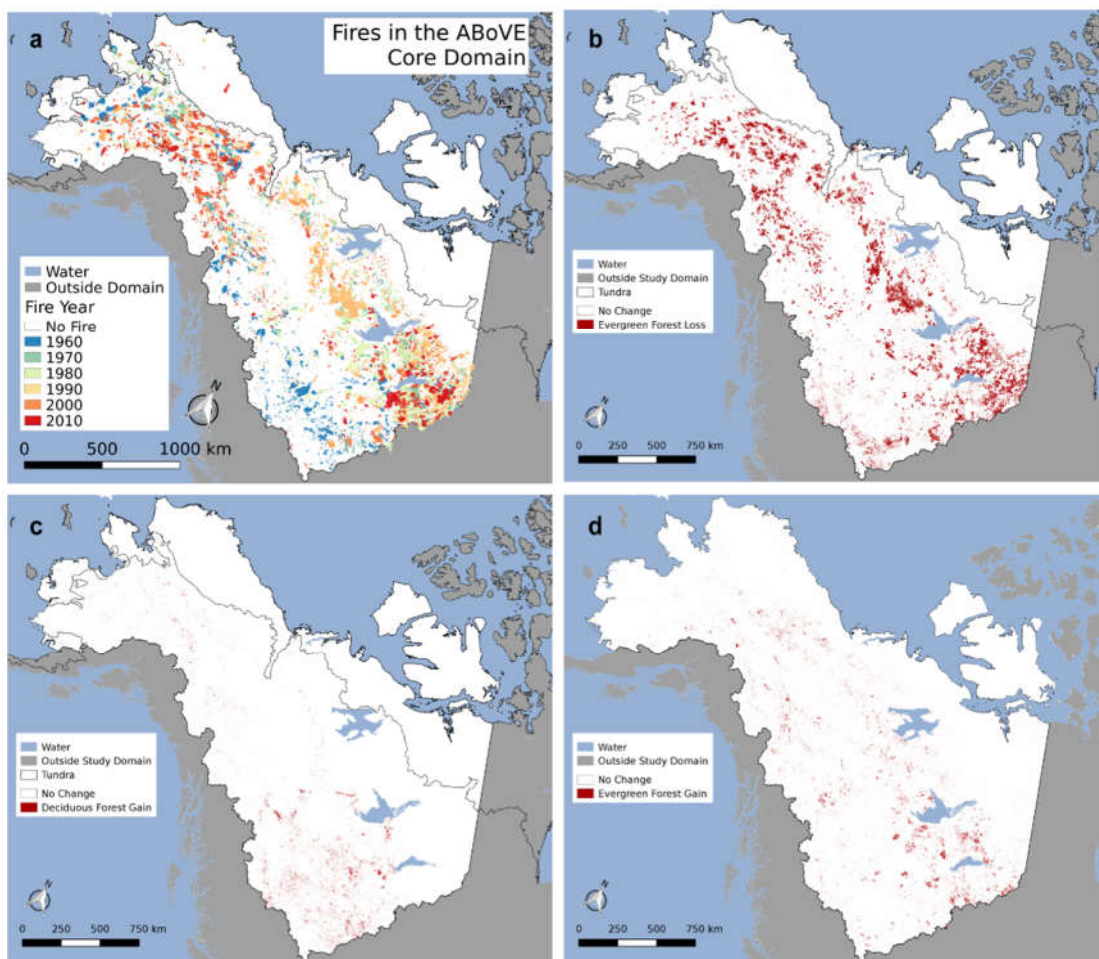 a
Fires in the ABoVE
Core Domain
Water
Outside Domain
Fire Year
No Fire
1960
1970
1980
1990
2000
2010
N
0 500 1000 km
b
Water
Outside Study Domain
Tundra
No Change
Evergreen Forest Loss
N
0 250 500 750 km
c
Water
Outside Study Domain
Tundra
No Change
Deciduous Forest Gain
N
0 250 500 750 km
d
Water
Outside Study Domain
No Change
Evergreen Forest Gain
N
0 250 500 750 km